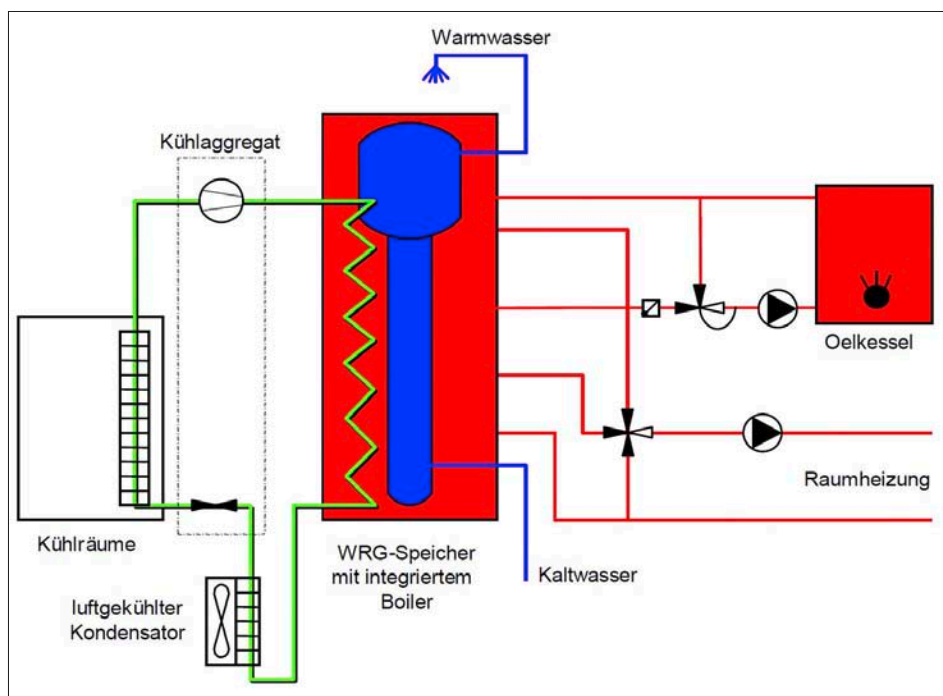 Warmwasser
Kühlaggregat
Oelkessel
Raumheizung
Kühlräume
WRG-Speicher
mit integriertem
Boiler
Kaltwasser
luftgekühlter
Kondensator